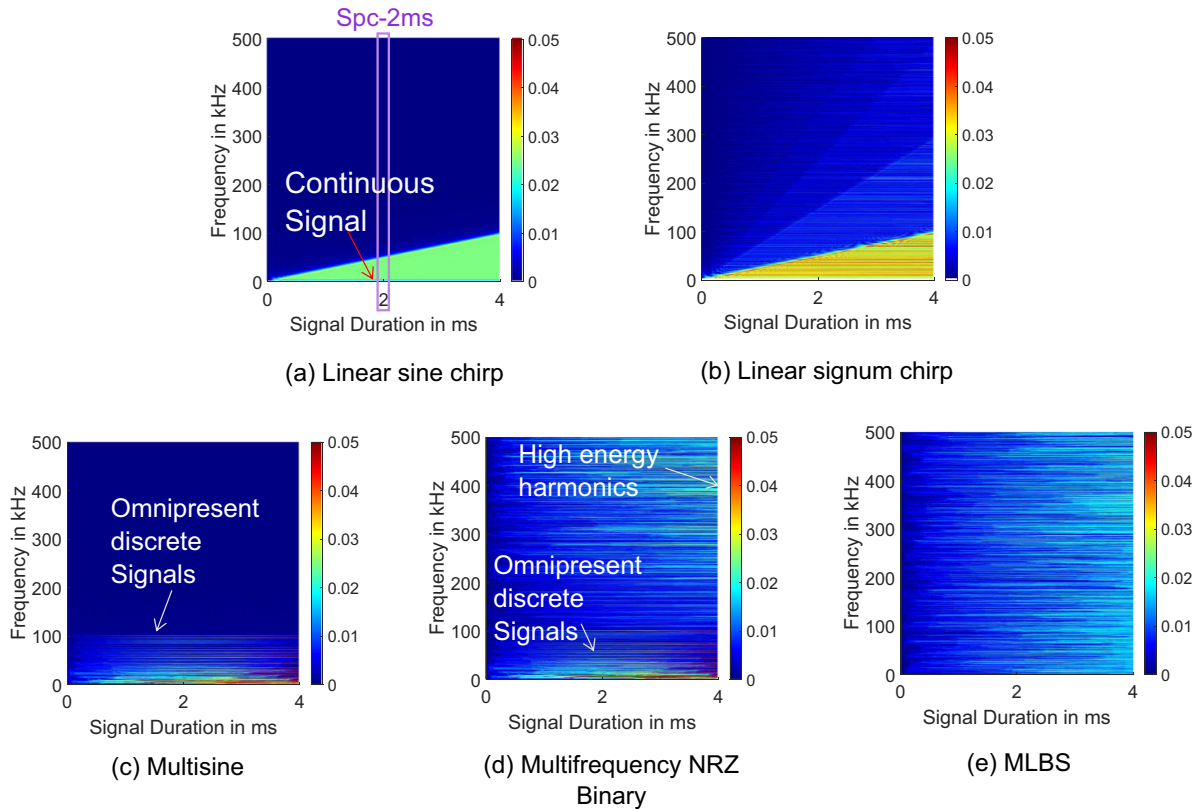 Spc-2ms
500
400
300
200
100
0
Frequency in kHz
Continuous
Signal
0
2
4
Signal Duration in ms
0.05
0.04
0.03
0.02
0.01
0
(a) Linear sine chirp
500
400
300
200
100
0
Frequency in kHz
0
2
4
Signal Duration in ms
0.05
0.04
0.03
0.02
0.01
0
(b) Linear signum chirp
500
400
300
200
100
0
Frequency in kHz
Omnipresent
discrete
Signals
0
2
4
Signal Duration in ms
0.05
0.04
0.03
0.02
0.01
0
(c) Multisine
500
400
300
200
100
0
Frequency in kHz
High energy
harmonics
Omnipresent
discrete
Signals
0
2
4
Signal Duration in ms
0.05
0.04
0.03
0.02
0.01
0
(d) Multifrequency NRZ
Binary
500
400
300
200
100
0
Frequency in kHz
0
2
4
Signal Duration in ms
0.05
0.04
0.03
0.02
0.01
0
(e) MLBS